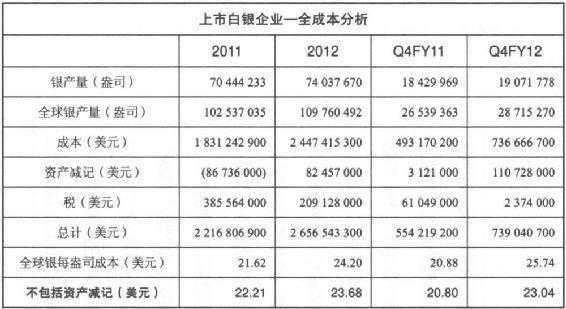 上市白银企业—全成本分析
2011 2012 Q4FY11 Q4FY12
银产量（盎司） 70 444 233 74 037 670 18 429 969 19 071 778
全球银产量（盎司） 102 537 035 109 760 492 26 539 363 28 715 270
成本（美元） 1 831 242 900 2 447 415 300 493 170 200 736 666 700
资产减记（美元） (86 736 000) 82 457 000 3 121 000 110 728 000
税（美元） 385 564 000 209 128 000 61 049 000 2 374 000
总计（美元） 2 216 806 900 2 656 543 300 554 219 200 739 040 700
全球银每盎司成本（美元） 21.62 24.20 20.88 25.74
不包括资产减记（美元） 22.21 23.68 20.80 23.04